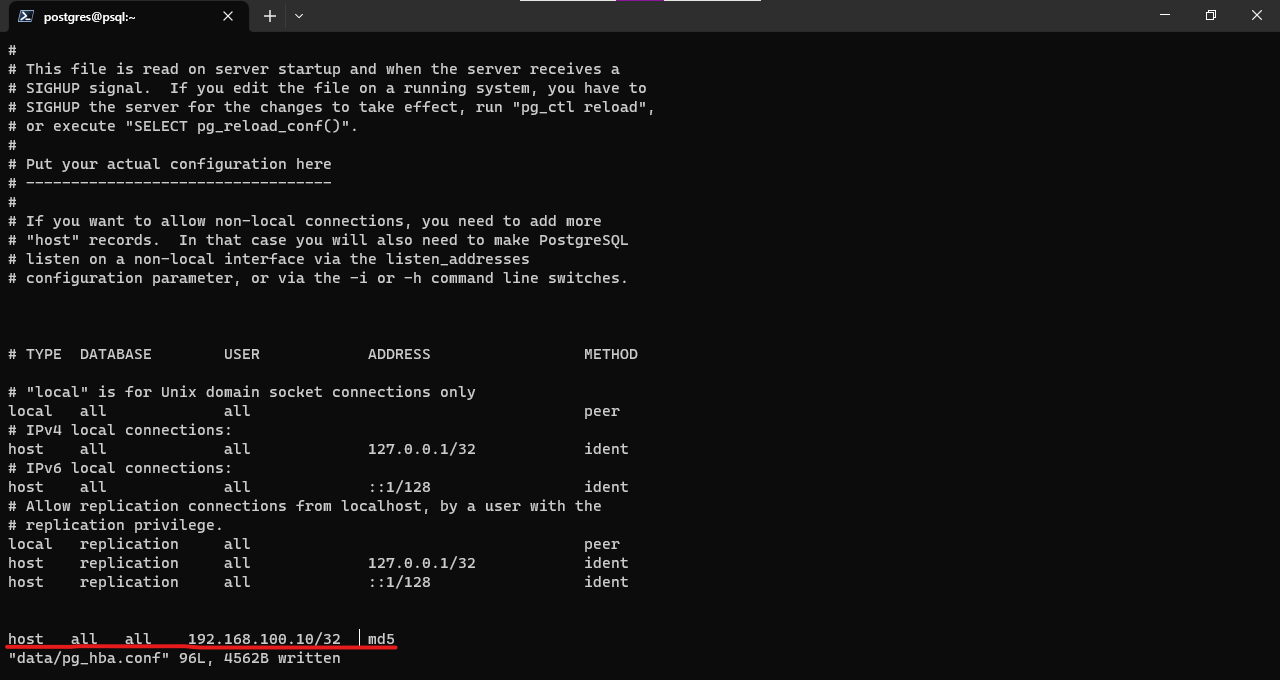 postgres@psql:~
#
# This file is read on server startup and when the server receives a
# SIGHUP signal.  If you edit the file on a running system, you have to
# SIGHUP the server for the changes to take effect, run "pg_ctl reload",
# or execute "SELECT pg_reload_conf()".
#
# Put your actual configuration here
# ----------------------------------
#
# If you want to allow non-local connections, you need to add more
# "host" records.  In that case you will also need to make PostgreSQL
# listen on a non-local interface via the listen_addresses
# configuration parameter, or via the -i or -h command line switches.
# TYPE  DATABASE        USER            ADDRESS                 METHOD
# "local" is for Unix domain socket connections only
local   all             all                                     peer
# IPv4 local connections:
host    all             all             127.0.0.1/32            ident
# IPv6 local connections:
host    all             all             ::1/128                 ident
# Allow replication connections from localhost, by a user with the
# replication privilege.
local   replication     all                                     peer
host    replication     all             127.0.0.1/32            ident
host    replication     all             ::1/128                 ident
host   all   all    192.168.100.10/32   md5
"data/pg_hba.conf" 96L, 4562B written